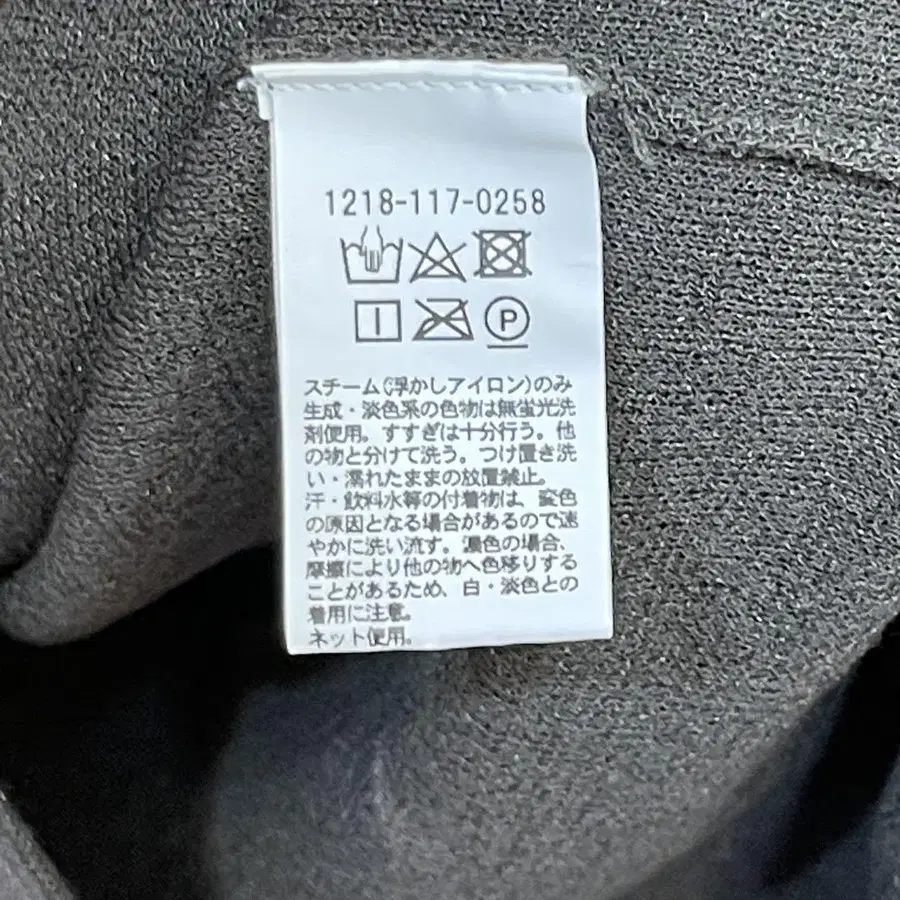 1218-117-0258
P
スチーム(浮かしアイロン)のみ
生成・淡色系の色物は無蛍光洗
剤使用。すすぎは十分行う。他
の物と分けて洗う。つけ置き洗
い・濡れたままの放置禁止。
汗・飲料水等の付着物は、変色
の原因となる場合があるので速
やかに洗い流す。濃色の場合、
摩擦により他の物へ色移りする
ことがあるため、白・淡色との
着用に注意。
ネット使用。